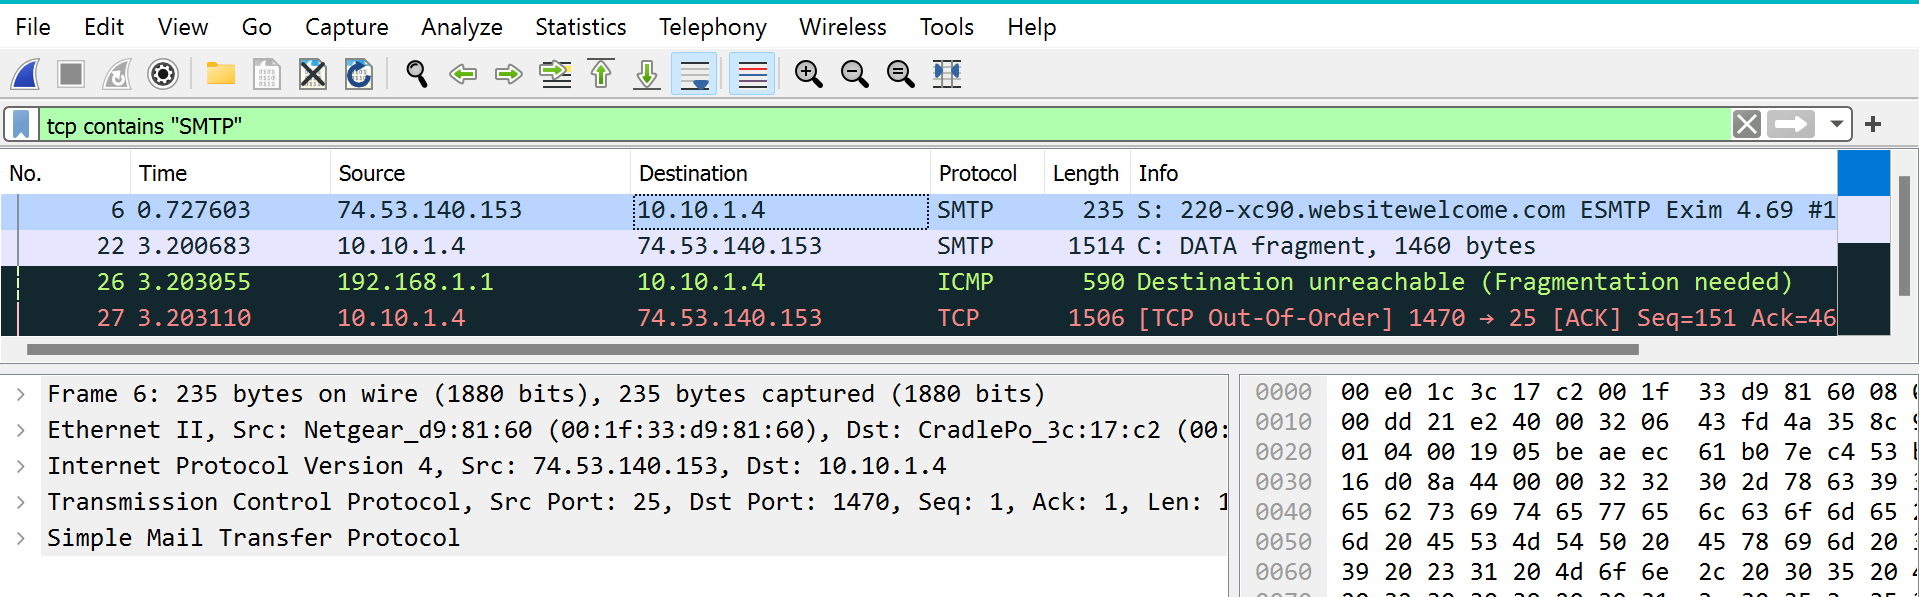 File Edit View Go Capture Analyze Statistics Telephony Wireless Tools Help
tcp contains "SMTP"
No. Time Source Destination Protocol Length Info
6 0.727603 74.53.140.153 10.10.1.4 SMTP 235 S: 220-xc90.websitewelcome.com ESMTP Exim 4.69 #1
22 3.200683 10.10.1.4 74.53.140.153 SMTP 1514 C: DATA fragment, 1460 bytes
26 3.203055 192.168.1.1 10.10.1.4 ICMP 590 Destination unreachable (Fragmentation needed)
27 3.203110 10.10.1.4 74.53.140.153 TCP 1506 [TCP Out-Of-Order] 1470 → 25 [ACK] Seq=151 Ack=46
Frame 6: 235 bytes on wire (1880 bits), 235 bytes captured (1880 bits)
Ethernet II, Src: Netgear_d9:81:60 (00:1f:33:d9:81:60), Dst: CradlePo_3c:17:c2 (00:
Internet Protocol Version 4, Src: 74.53.140.153, Dst: 10.10.1.4
Transmission Control Protocol, Src Port: 25, Dst Port: 1470, Seq: 1, Ack: 1, Len: 1
Simple Mail Transfer Protocol
0000 00 e0 1c 3c 17 c2 00 1f 33 d9 81 60 08
0010 00 dd 21 e2 40 00 32 06 43 fd 4a 35 8c
0020 01 04 00 19 05 be ae ec 61 b0 7e c4 53
0030 16 d0 8a 44 00 00 32 32 30 2d 78 63 39
0040 65 62 73 69 74 65 77 65 6c 63 6f 6d 65
0050 6d 20 45 53 4d 54 50 20 45 78 69 6d 20
0060 39 20 23 31 20 4d 6f 6e 2c 20 30 35 20